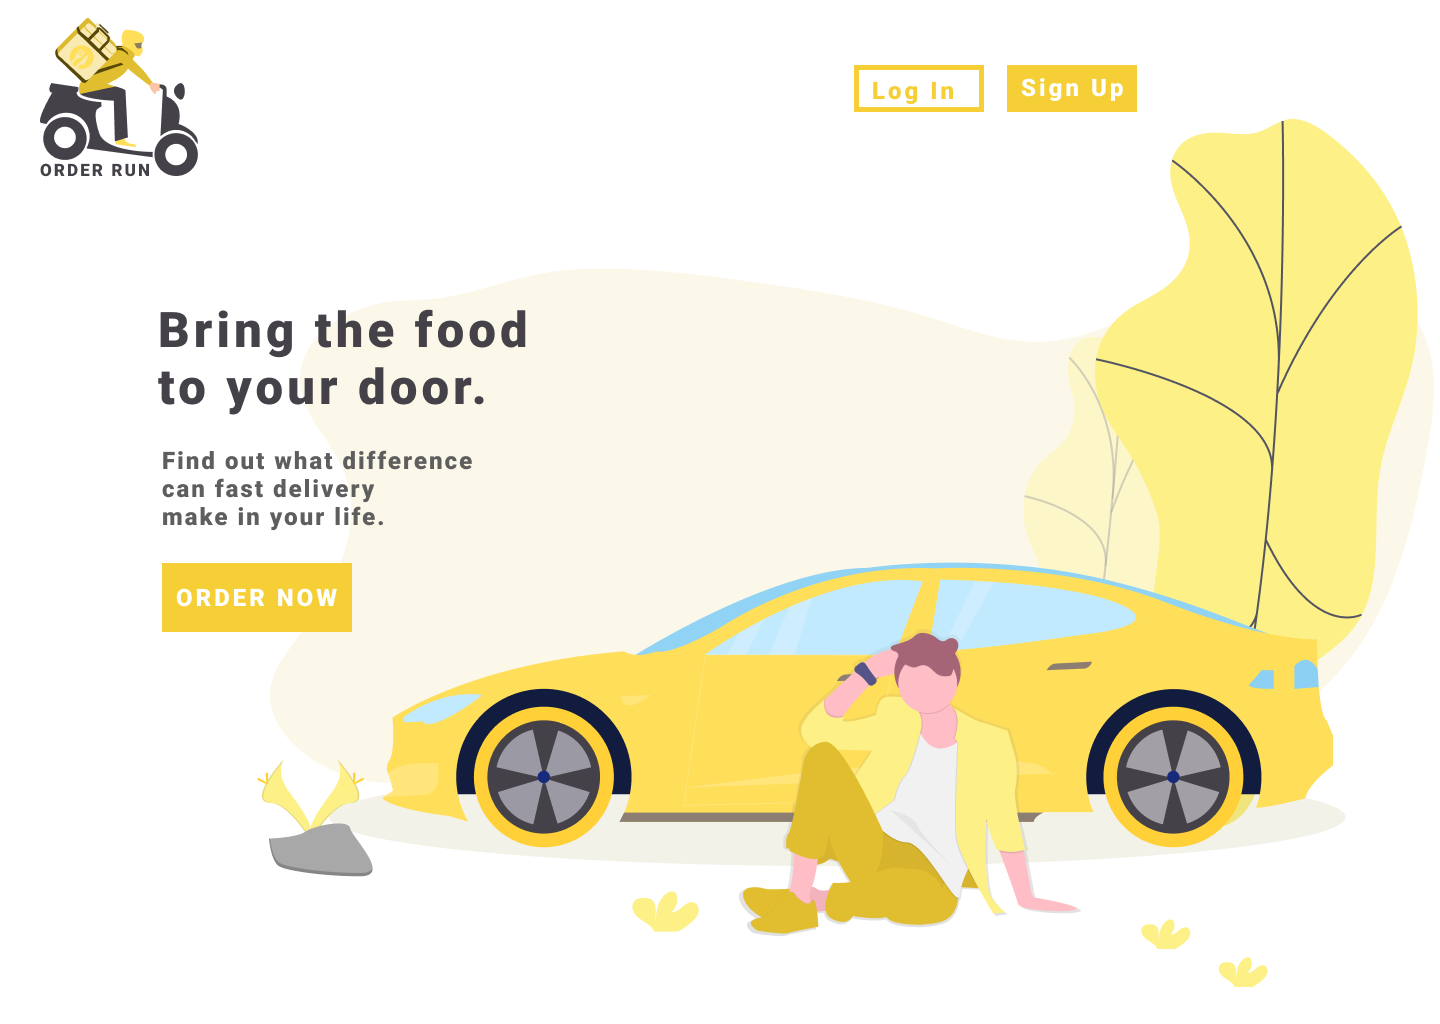 ORDER RUN
Log In
Sign Up
Bring the food
to your door.
Find out what difference
can fast delivery
make in your life.
ORDER NOW